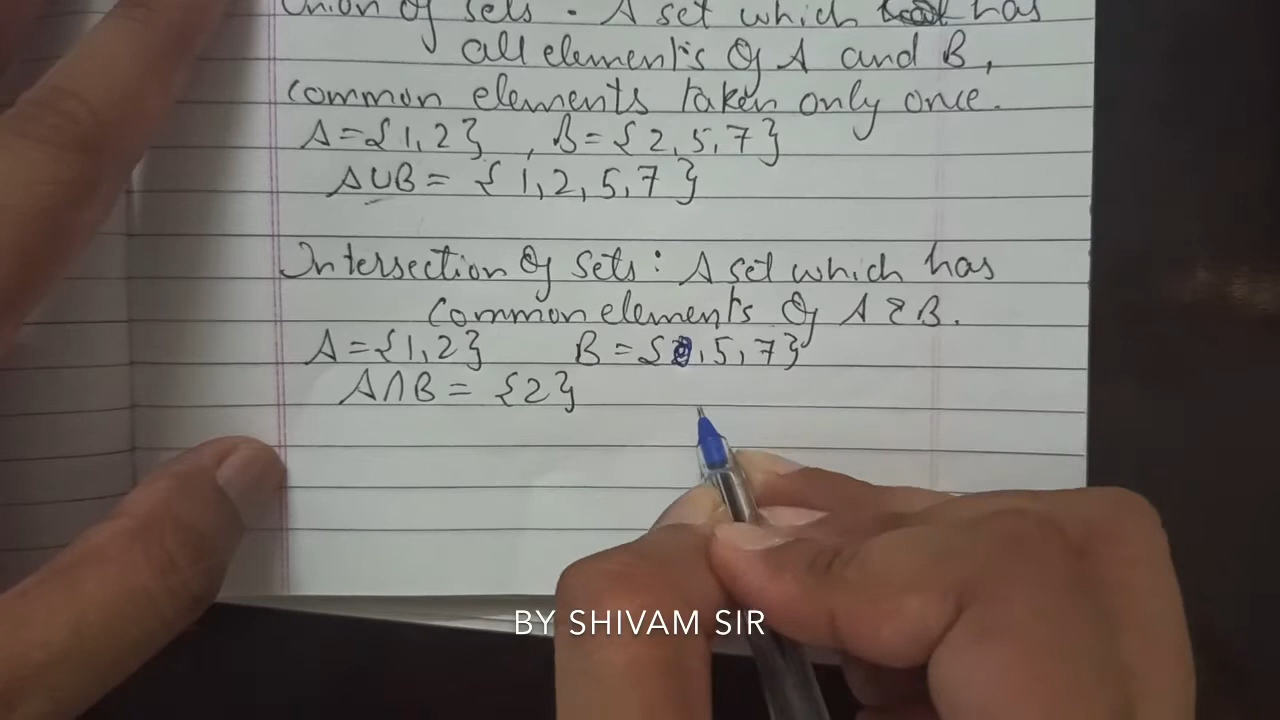 Union of sets. A set which has
all elements of A and B,
common elements taken only once.
A={1,2} , B={2,5,7}
A∪B = {1,2,5,7}
Intersection of sets: A set which has
common elements of A & B.
A={1,2} B={2,5,7}
A∩B = {2}
BY SHIVAM SIR